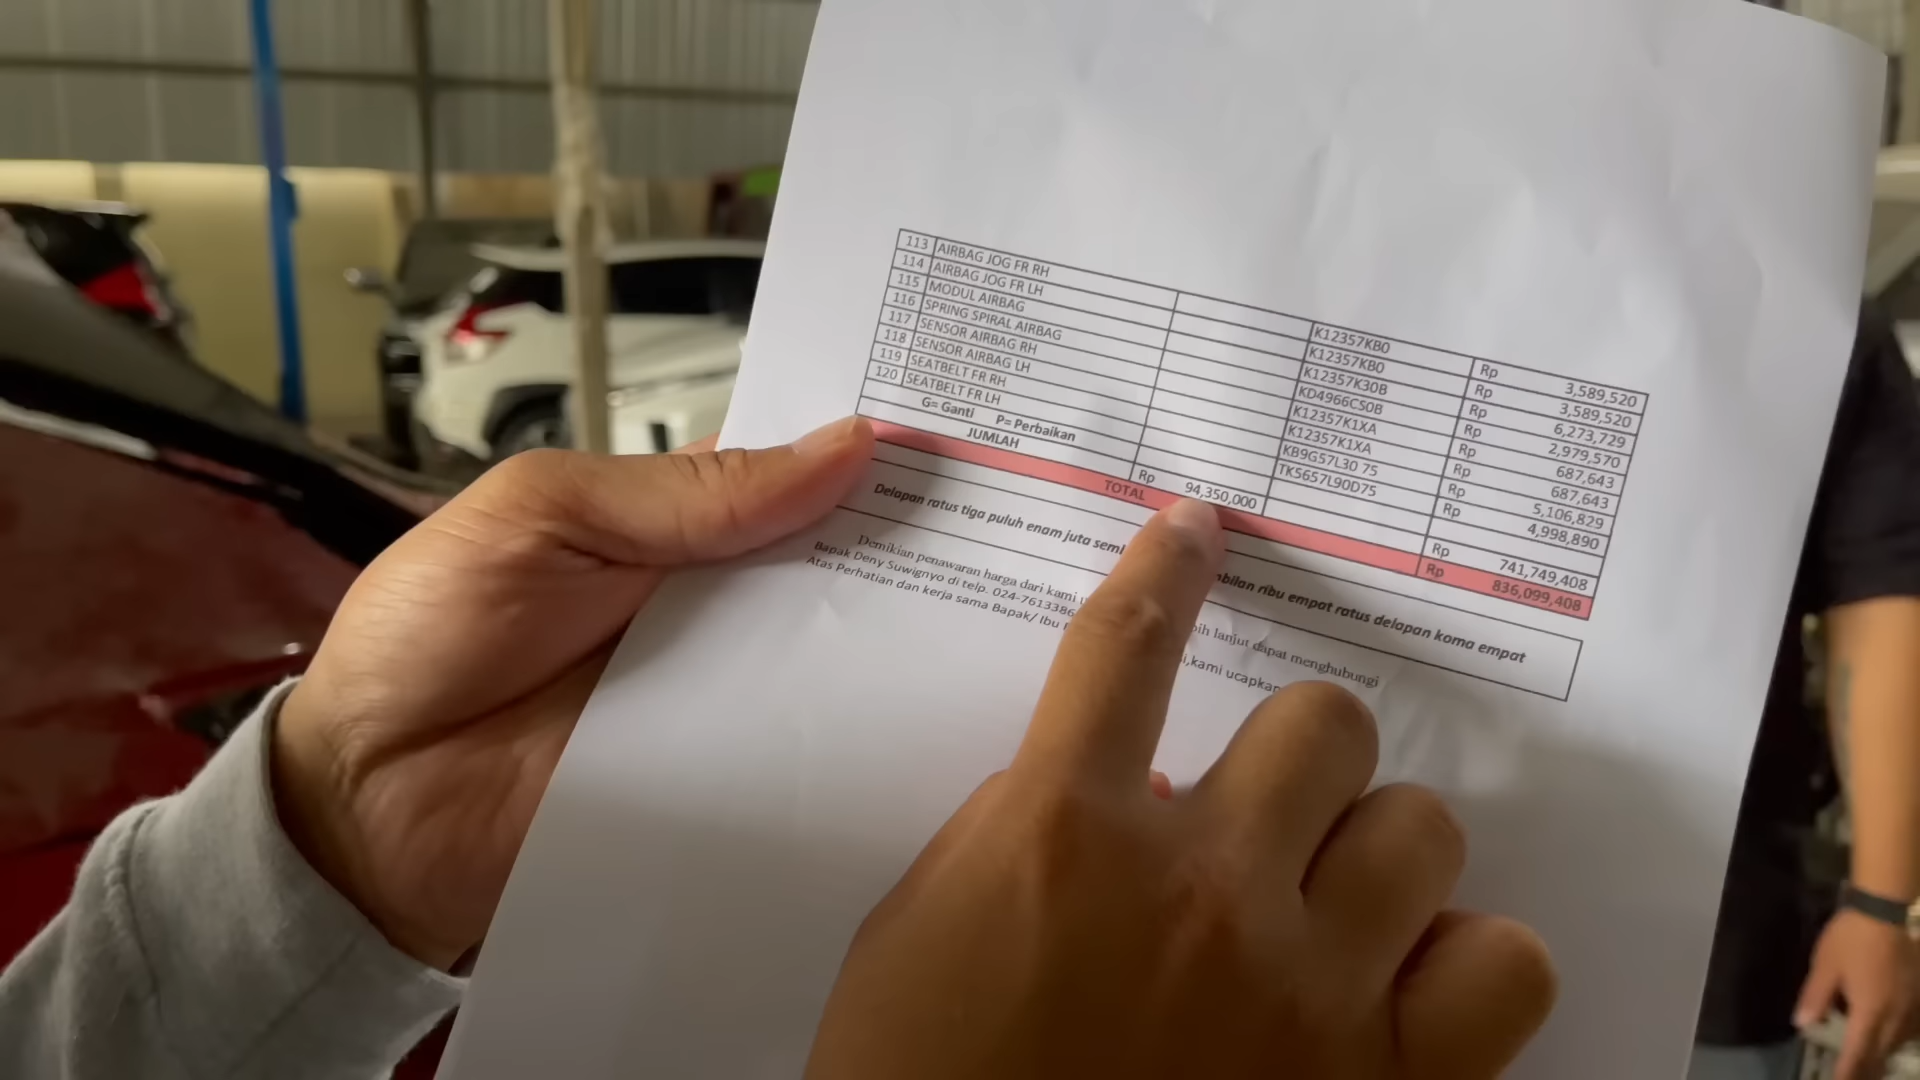 113 AIRBAG JOG FR RH K12357KB0 Rp 3,589,520
114 AIRBAG JOG FR LH K12357KB0 Rp 3,589,520
115 MODUL AIRBAG K12357K30B Rp 6,273,729
116 SPRING SPIRAL AIRBAG KD4966CS0B Rp 2,979,570
117 SENSOR AIRBAG RH K12357K1XA Rp 687,643
118 SENSOR AIRBAG LH K12357K1XA Rp 687,643
119 SEATBELT FR RH KB9G57L30 75 Rp 5,106,829
120 SEATBELT FR LH TK5657L90D75 Rp 4,998,890
G= Ganti P= Perbaikan
JUMLAH Rp 94,350,000 Rp 741,749,408
TOTAL Rp 836,099,408
Delapan ratus tiga puluh enam juta ribu empat ratus delapan koma empat
Demikian penawaran harga dari kami lanjut dapat menghubungi
Bapak Deny Suwignyo di telp. 024-7613386
Atas Perhatian dan kerja sama Bapak/ Ibu kami ucapkan